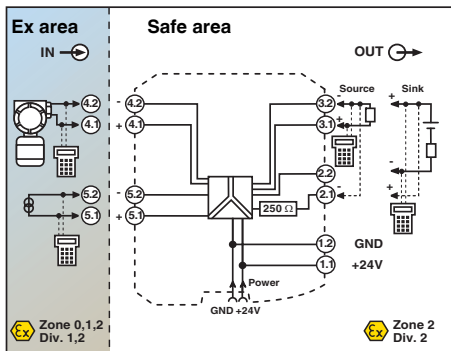 Ex area
Safe area
IN
OUT
4.2
4.1
5.2
5.1
-
4.2
+
4.1
-
5.2
+
5.1
3.2
3.1
2.2
2.1
250 Ω
1.2
GND
1.1
+24V
Source
-
+
-
Sink
+
-
+
Power
GND +24V
Ex
Zone 0,1,2
Div. 1,2
Ex
Zone 2
Div. 2